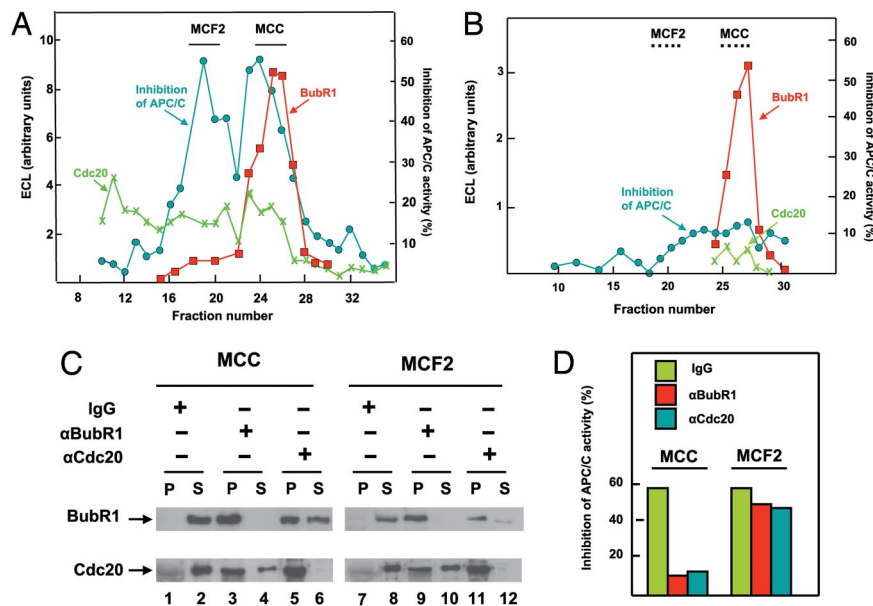 A
MCF2
MCC
ECL (arbitrary units)
10
8
6
4
2
Inhibition
of APC/C
BubR1
Cdc20
60
50
40
30
20
10
Inhibition of APC/C activity (%)
8
12
16
20
24
28
32
Fraction number
B
MCF2
MCC
ECL (arbitrary units)
3
2
1
BubR1
Inhibition
of APC/C
Cdc20
60
50
40
30
20
10
Inhibition of APC/C activity (%)
10
15
20
25
30
Fraction number
C
MCC
MCF2
IgG + – – + – –
αBubR1 – + – – + –
αCdc20 – – + – – +
P S P S P S P S P S P S
BubR1
Cdc20
1 2 3 4 5 6 7 8 9 10 11 12
D
IgG
αBubR1
αCdc20
MCC
MCF2
Inhibition of APC/C activity (%)
60
40
20